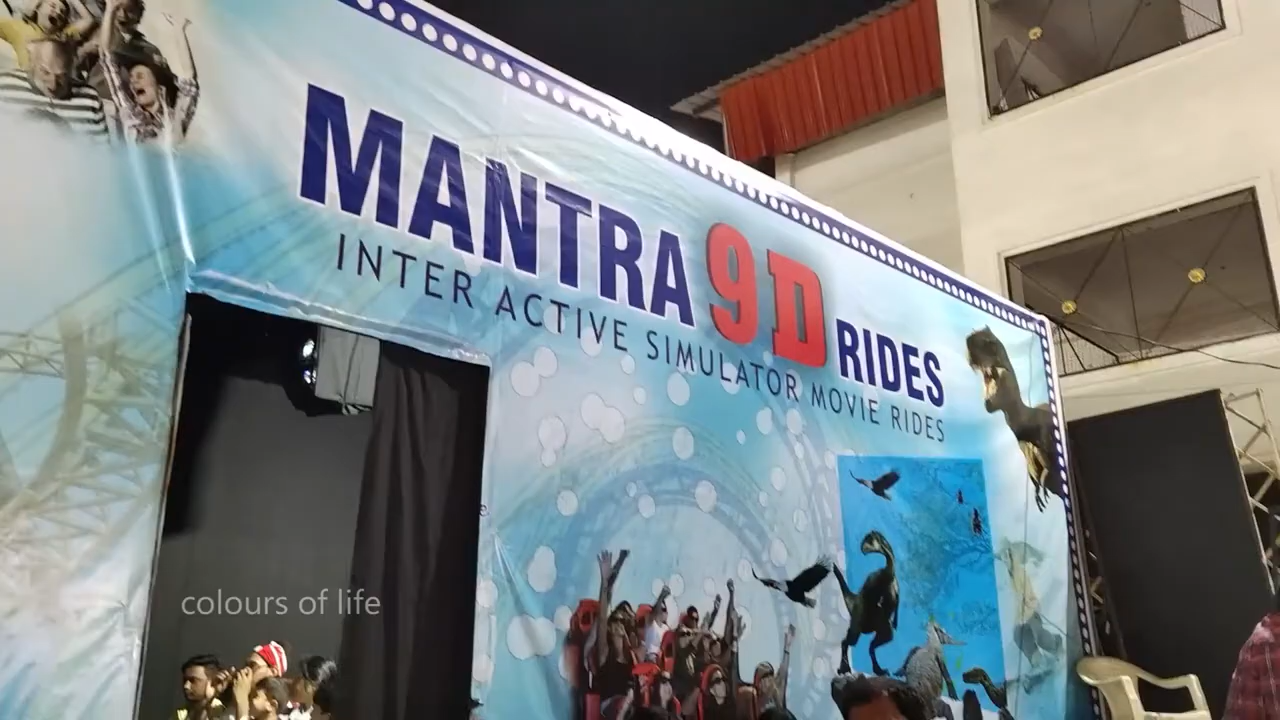 MANTRA 9D RIDES
INTER ACTIVE SIMULATOR MOVIE RIDES
colours of life